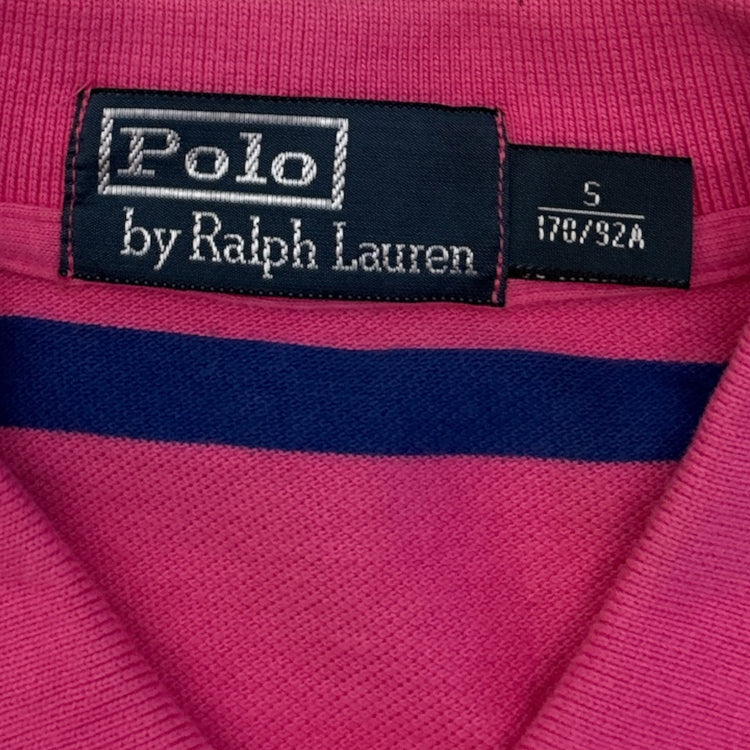 Polo
by Ralph Lauren
S
170/92A